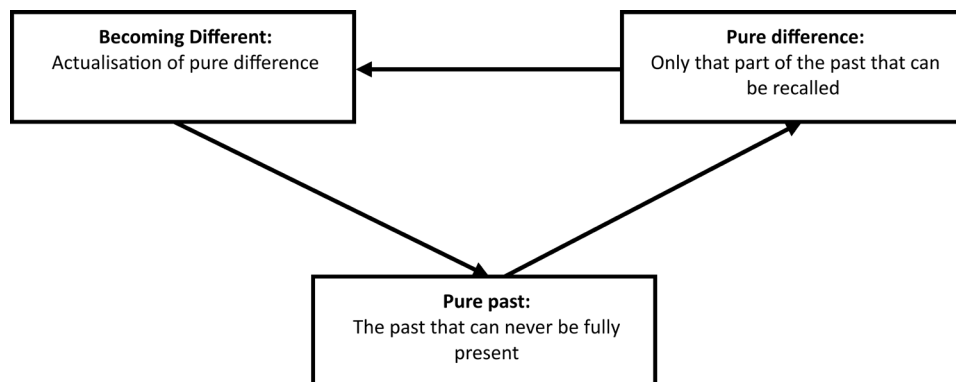 Becoming Different:
Actualisation of pure difference
Pure difference:
Only that part of the past that can
be recalled
Pure past:
The past that can never be fully
present